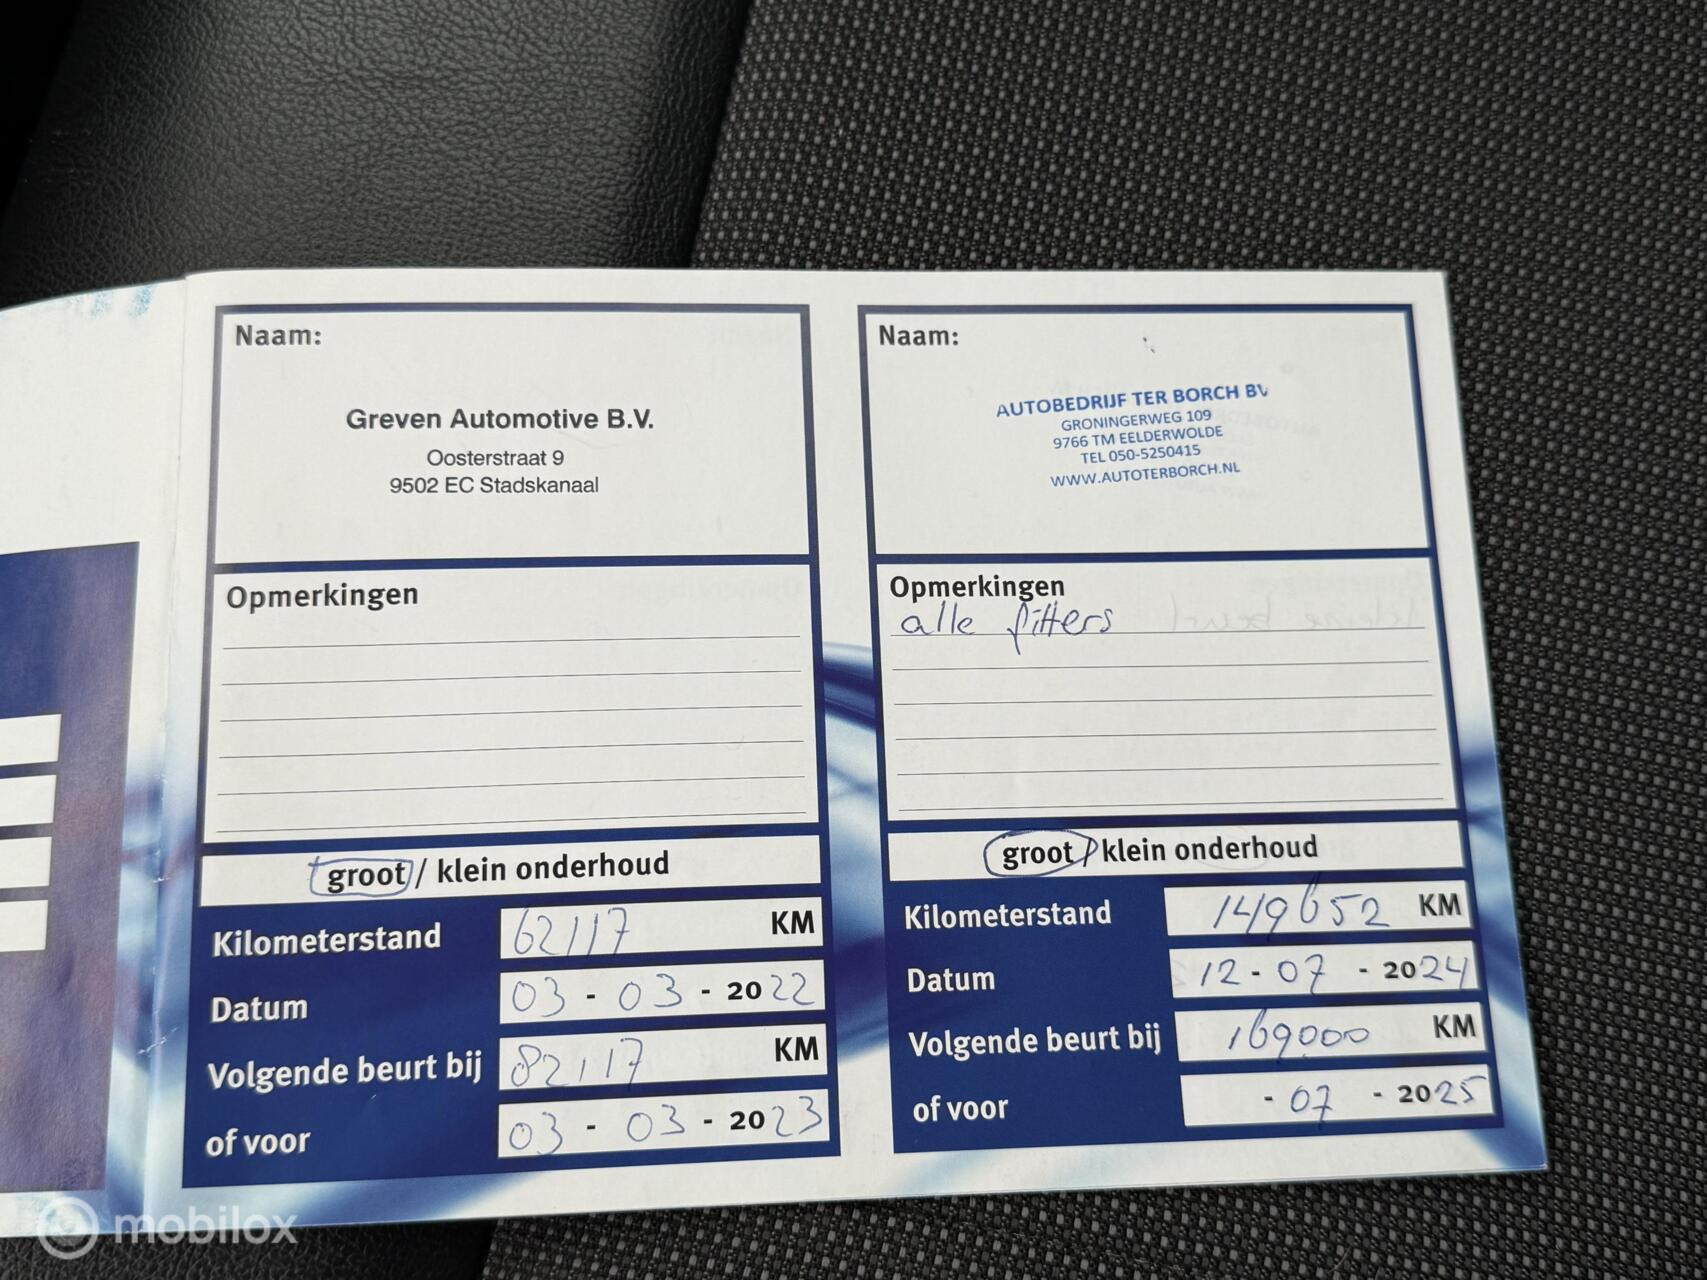 Naam:
Greven Automotive B.V.
Oosterstraat 9
9502 EC Stadskanaal
Opmerkingen
groot / klein onderhoud
Kilometerstand 62117 KM
Datum 03 - 03 - 2022
Volgende beurt bij 82117 KM
of voor 03 - 03 - 2023
Naam:
AUTOBEDRIJF TER BORCH BV
GRONINGERWEG 109
9766 TM EELDERWOLDE
TEL 050-5250415
WWW.AUTOTERBORCH.NL
Opmerkingen
alle filters
groot / klein onderhoud
Kilometerstand 149652 KM
Datum 12 - 07 - 2024
Volgende beurt bij 169000 KM
of voor - 07 - 2025
mobilox